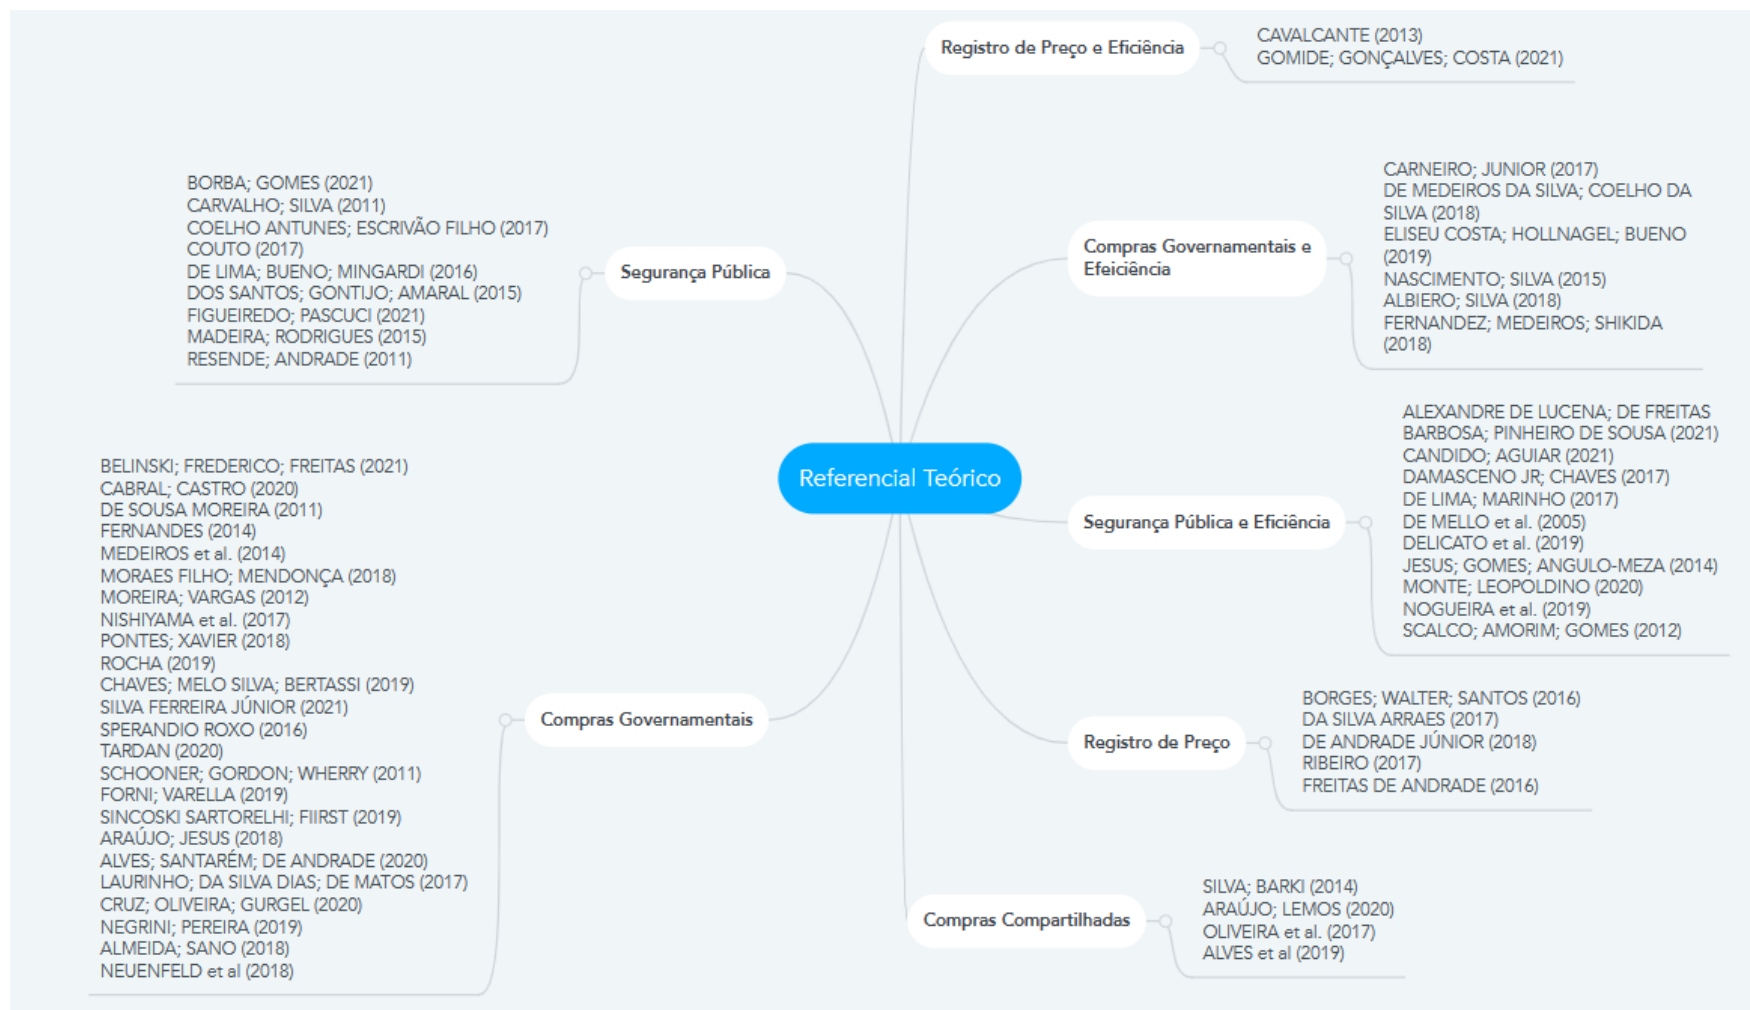 Referencial Teórico
Registro de Preço e Eficiência
CAVALCANTE (2013)
GOMIDE; GONÇALVES; COSTA (2021)
Compras Governamentais e
Efeiciência
CARNEIRO; JUNIOR (2017)
DE MEDEIROS DA SILVA; COELHO DA
SILVA (2018)
ELISEU COSTA; HOLLNAGEL; BUENO
(2019)
NASCIMENTO; SILVA (2015)
ALBIERO; SILVA (2018)
FERNANDEZ; MEDEIROS; SHIKIDA
(2018)
Segurança Pública e Eficiência
ALEXANDRE DE LUCENA; DE FREITAS
BARBOSA; PINHEIRO DE SOUSA (2021)
CANDIDO; AGUIAR (2021)
DAMASCENO JR; CHAVES (2017)
DE LIMA; MARINHO (2017)
DE MELLO et al. (2005)
DELICATO et al. (2019)
JESUS; GOMES; ANGULO-MEZA (2014)
MONTE; LEOPOLDINO (2020)
NOGUEIRA et al. (2019)
SCALCO; AMORIM; GOMES (2012)
Registro de Preço
BORGES; WALTER; SANTOS (2016)
DA SILVA ARRAES (2017)
DE ANDRADE JÚNIOR (2018)
RIBEIRO (2017)
FREITAS DE ANDRADE (2016)
Compras Compartilhadas
SILVA; BARKI (2014)
ARAÚJO; LEMOS (2020)
OLIVEIRA et al. (2017)
ALVES et al (2019)
Segurança Pública
BORBA; GOMES (2021)
CARVALHO; SILVA (2011)
COELHO ANTUNES; ESCRIVÃO FILHO (2017)
COUTO (2017)
DE LIMA; BUENO; MINGARDI (2016)
DOS SANTOS; GONTIJO; AMARAL (2015)
FIGUEIREDO; PASCUCI (2021)
MADEIRA; RODRIGUES (2015)
RESENDE; ANDRADE (2011)
Compras Governamentais
BELINSKI; FREDERICO; FREITAS (2021)
CABRAL; CASTRO (2020)
DE SOUSA MOREIRA (2011)
FERNANDES (2014)
MEDEIROS et al. (2014)
MORAES FILHO; MENDONÇA (2018)
MOREIRA; VARGAS (2012)
NISHIYAMA et al. (2017)
PONTES; XAVIER (2018)
ROCHA (2019)
CHAVES; MELO SILVA; BERTASSI (2019)
SILVA FERREIRA JÚNIOR (2021)
SPERANDIO ROXO (2016)
TARDAN (2020)
SCHOONER; GORDON; WHERRY (2011)
FORNI; VARELLA (2019)
SINCOSKI SARTORELHI; FIIRST (2019)
ARAÚJO; JESUS (2018)
ALVES; SANTARÉM; DE ANDRADE (2020)
LAURINHO; DA SILVA DIAS; DE MATOS (2017)
CRUZ; OLIVEIRA; GURGEL (2020)
NEGRINI; PEREIRA (2019)
ALMEIDA; SANO (2018)
NEUENFELD et al (2018)